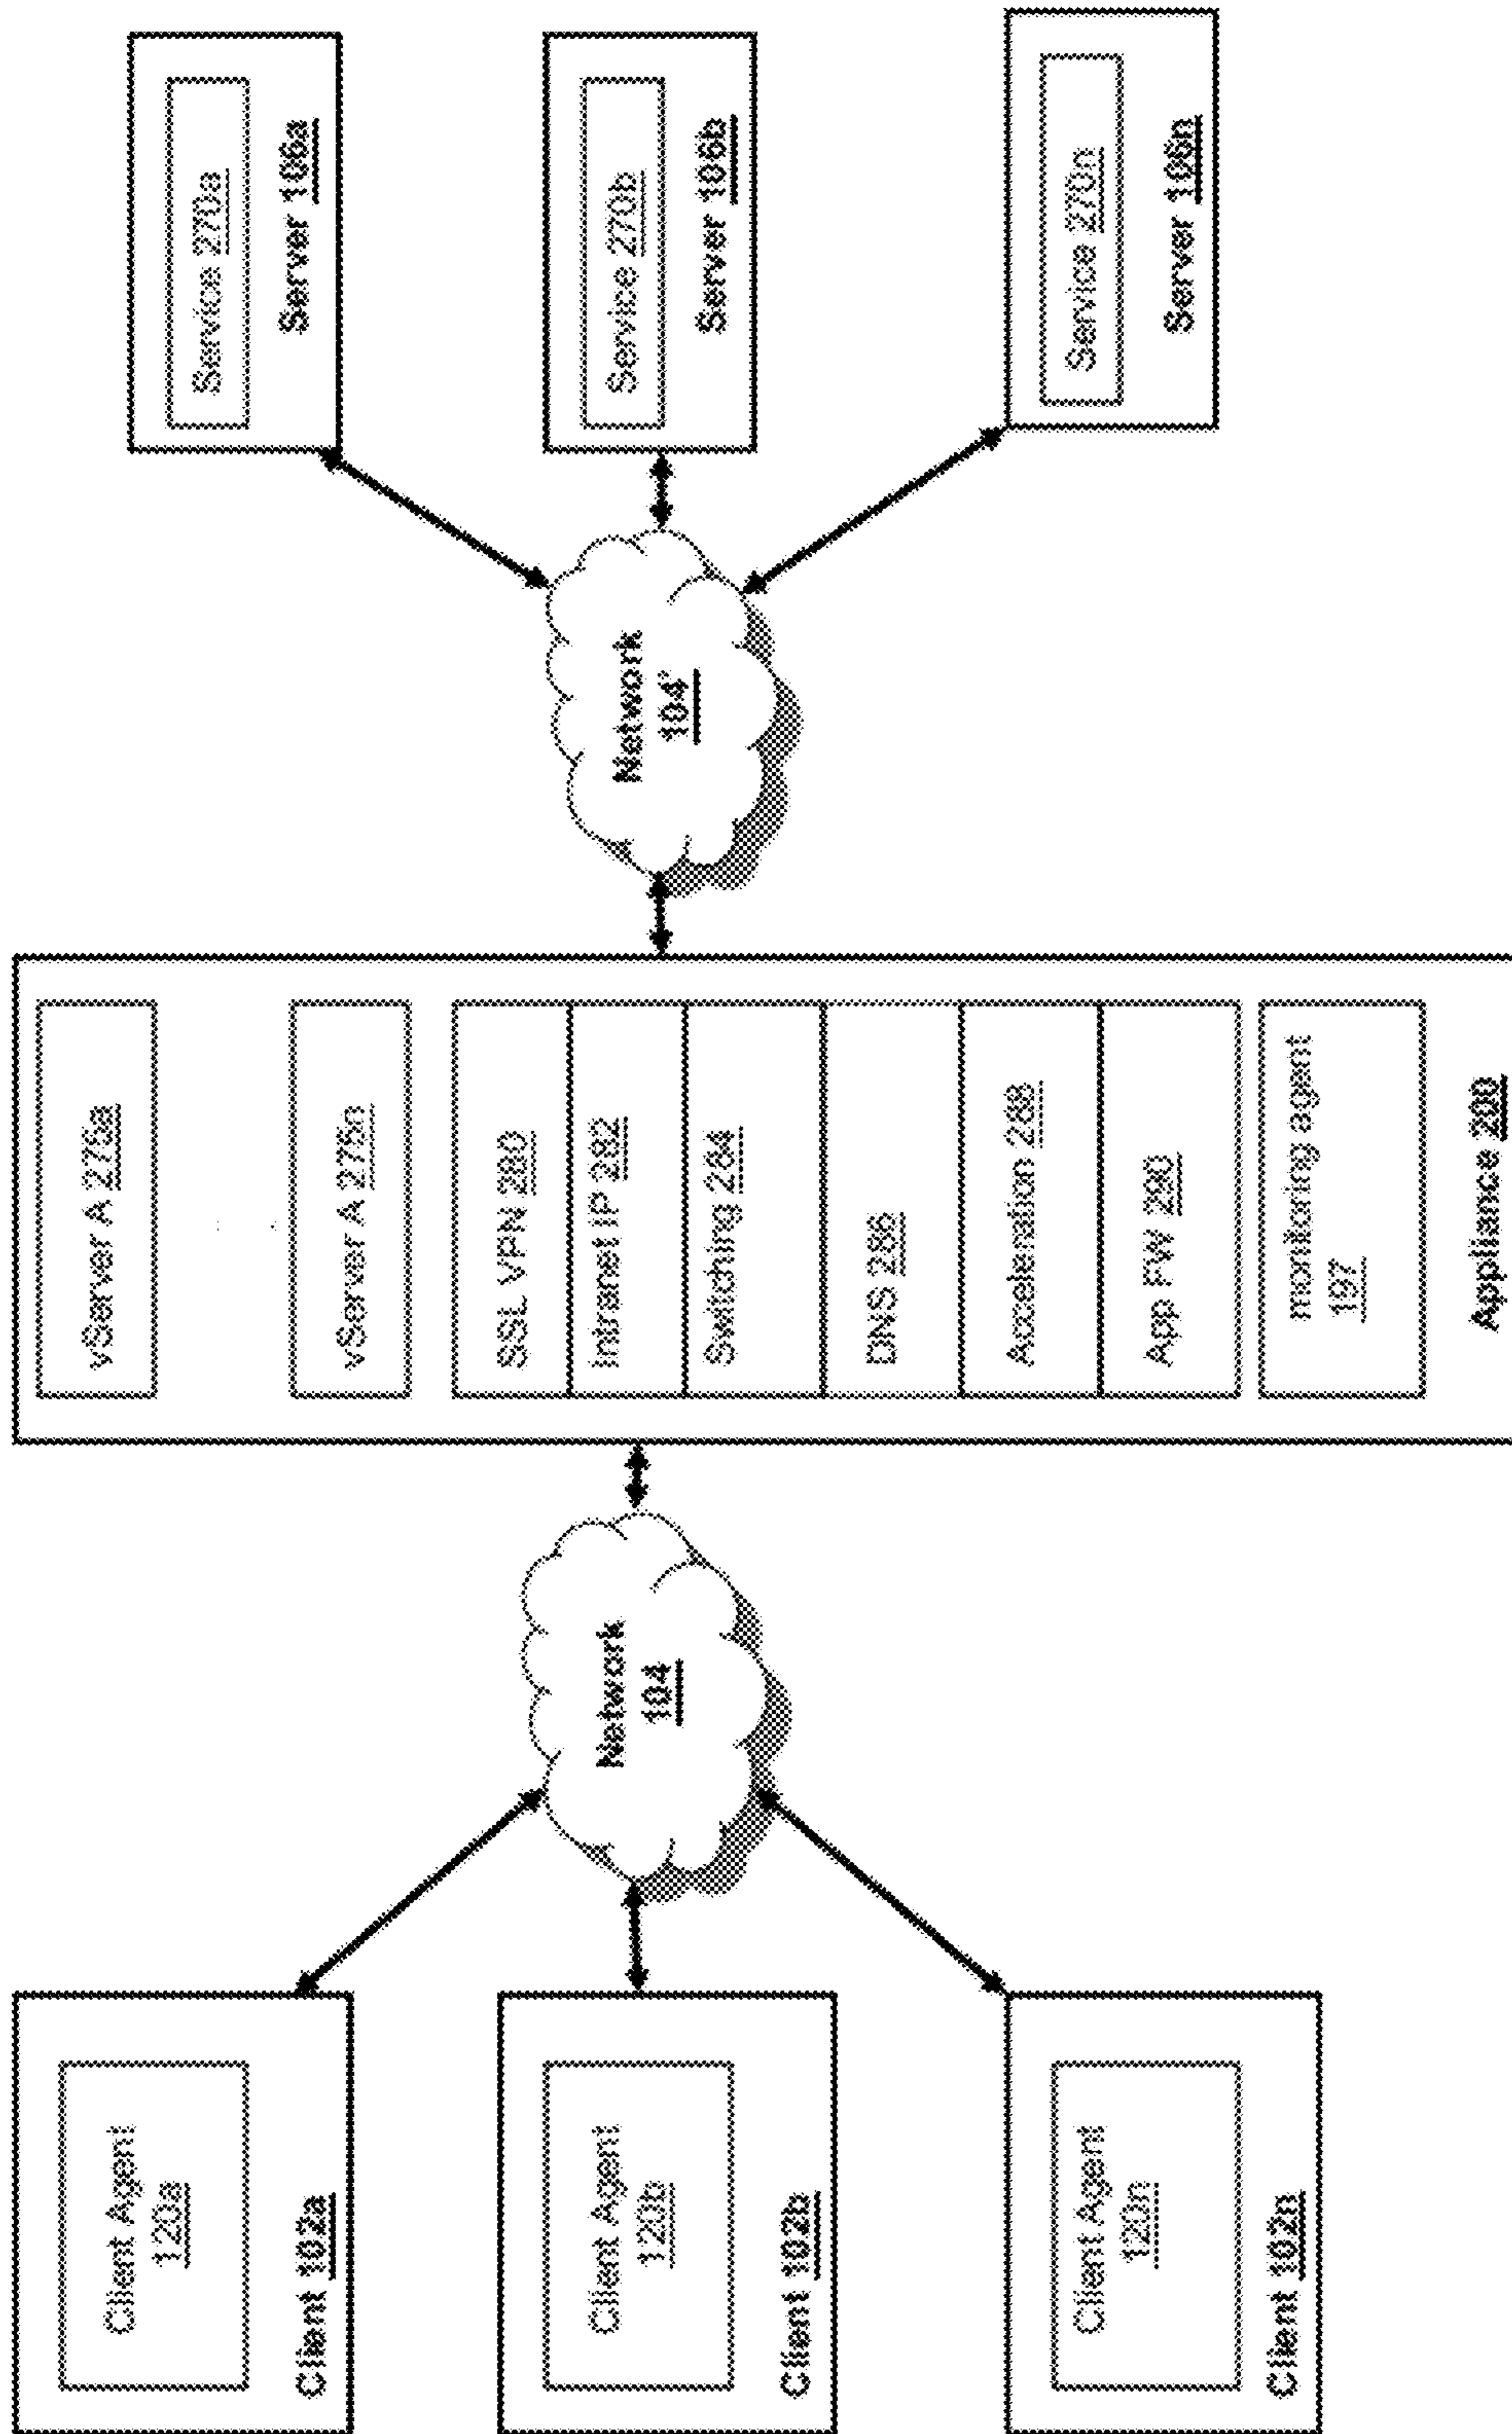 Client Agent
120a
Client 102a
Client Agent
120b
Client 102b
Client Agent
120n
Client 102n
Network
104
vServer A 275a
vServer A 275n
SSL VPN 280
Intranet IP 282
Switching 284
DNS 286
Acceleration 288
App FW 290
monitoring agent
197
Appliance 200
Network
104'
Service 270a
Server 106a
Service 270b
Server 106b
Service 270n
Server 106n